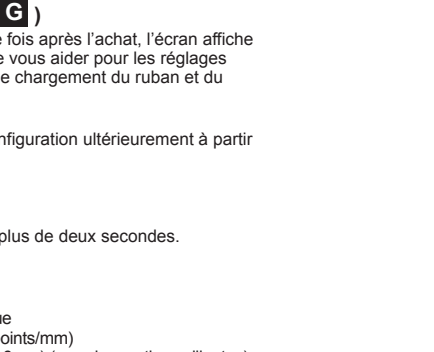 G )
fois après l’achat, l’écran affiche
vous aider pour les réglages
chargement du ruban et du
nfiguration ultérieurement à partir
plus de deux secondes.
ue
oints/mm)